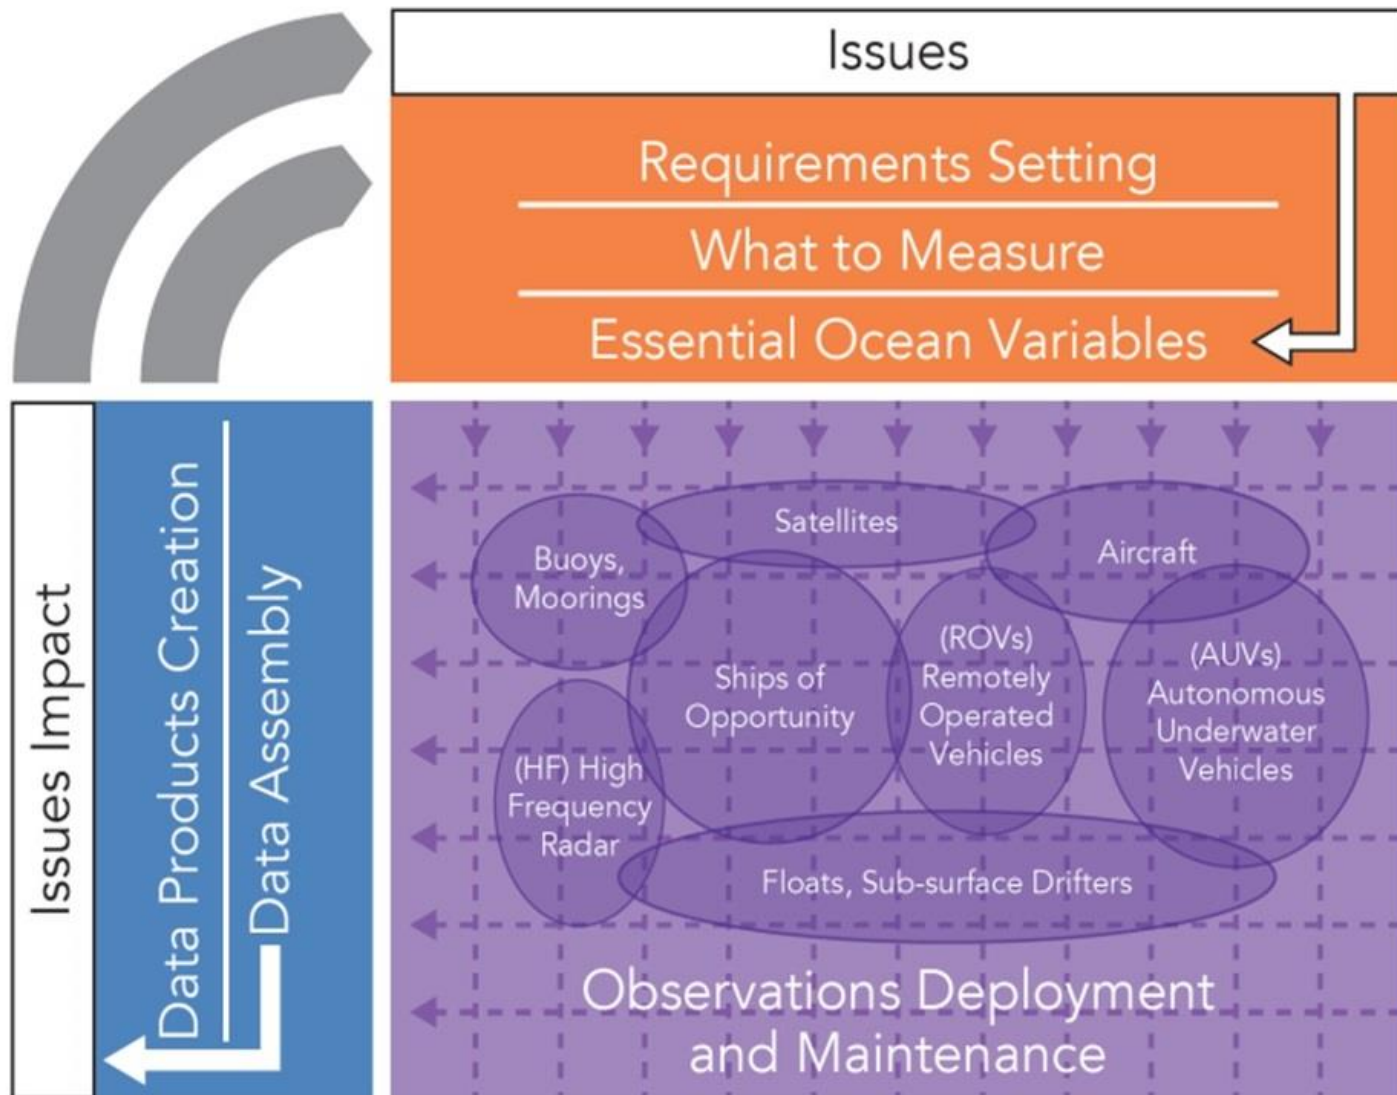 Issues
Requirements Setting
What to Measure
Essential Ocean Variables
Issues Impact
Data Products Creation
Data Assembly
Satellites
Aircraft
Buoys,
Moorings
Ships of
Opportunity
(ROVs)
Remotely
Operated
Vehicles
(AUVs)
Autonomous
Underwater
Vehicles
(HF) High
Frequency
Radar
Floats, Sub-surface Drifters
Observations Deployment
and Maintenance